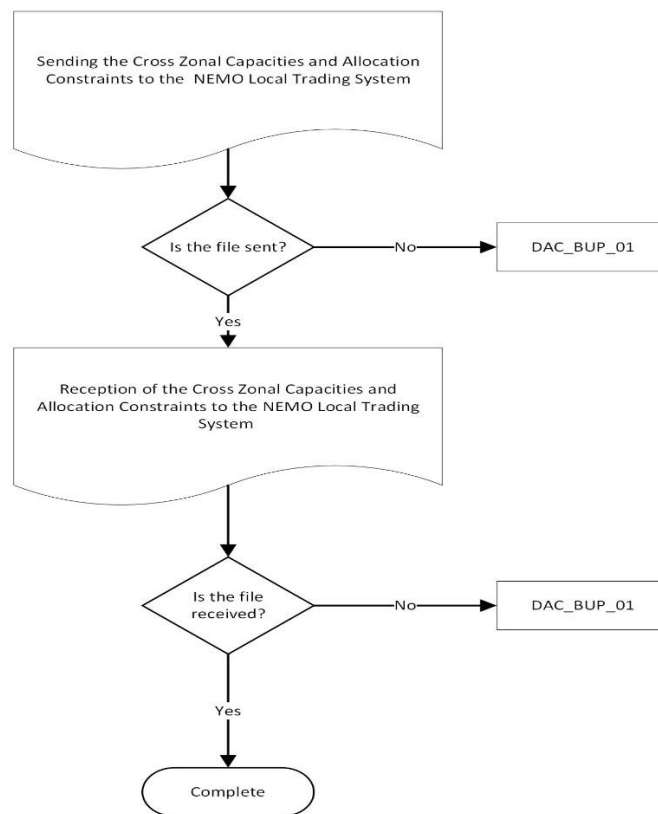 Sending the Cross Zonal Capacities and Allocation
Constraints to the NEMO Local Trading System
Is the file sent?
No
DAC_BUP_01
Yes
Reception of the Cross Zonal Capacities and
Allocation Constraints to the NEMO Local Trading
System
Is the file
received?
No
DAC_BUP_01
Yes
Complete